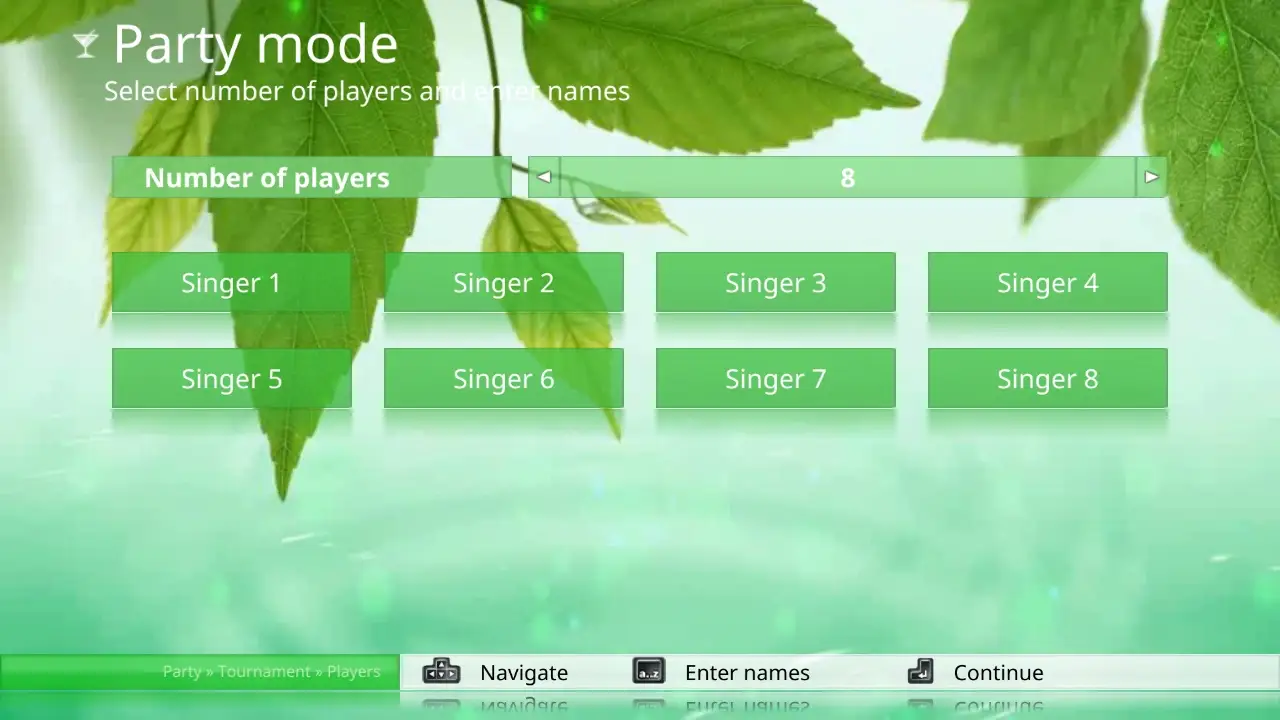 Party mode
Select number of players and enter names
Number of players 8
Singer 1 Singer 2 Singer 3 Singer 4
Singer 5 Singer 6 Singer 7 Singer 8
Party » Tournament » Players a..z Navigate Enter names Continue